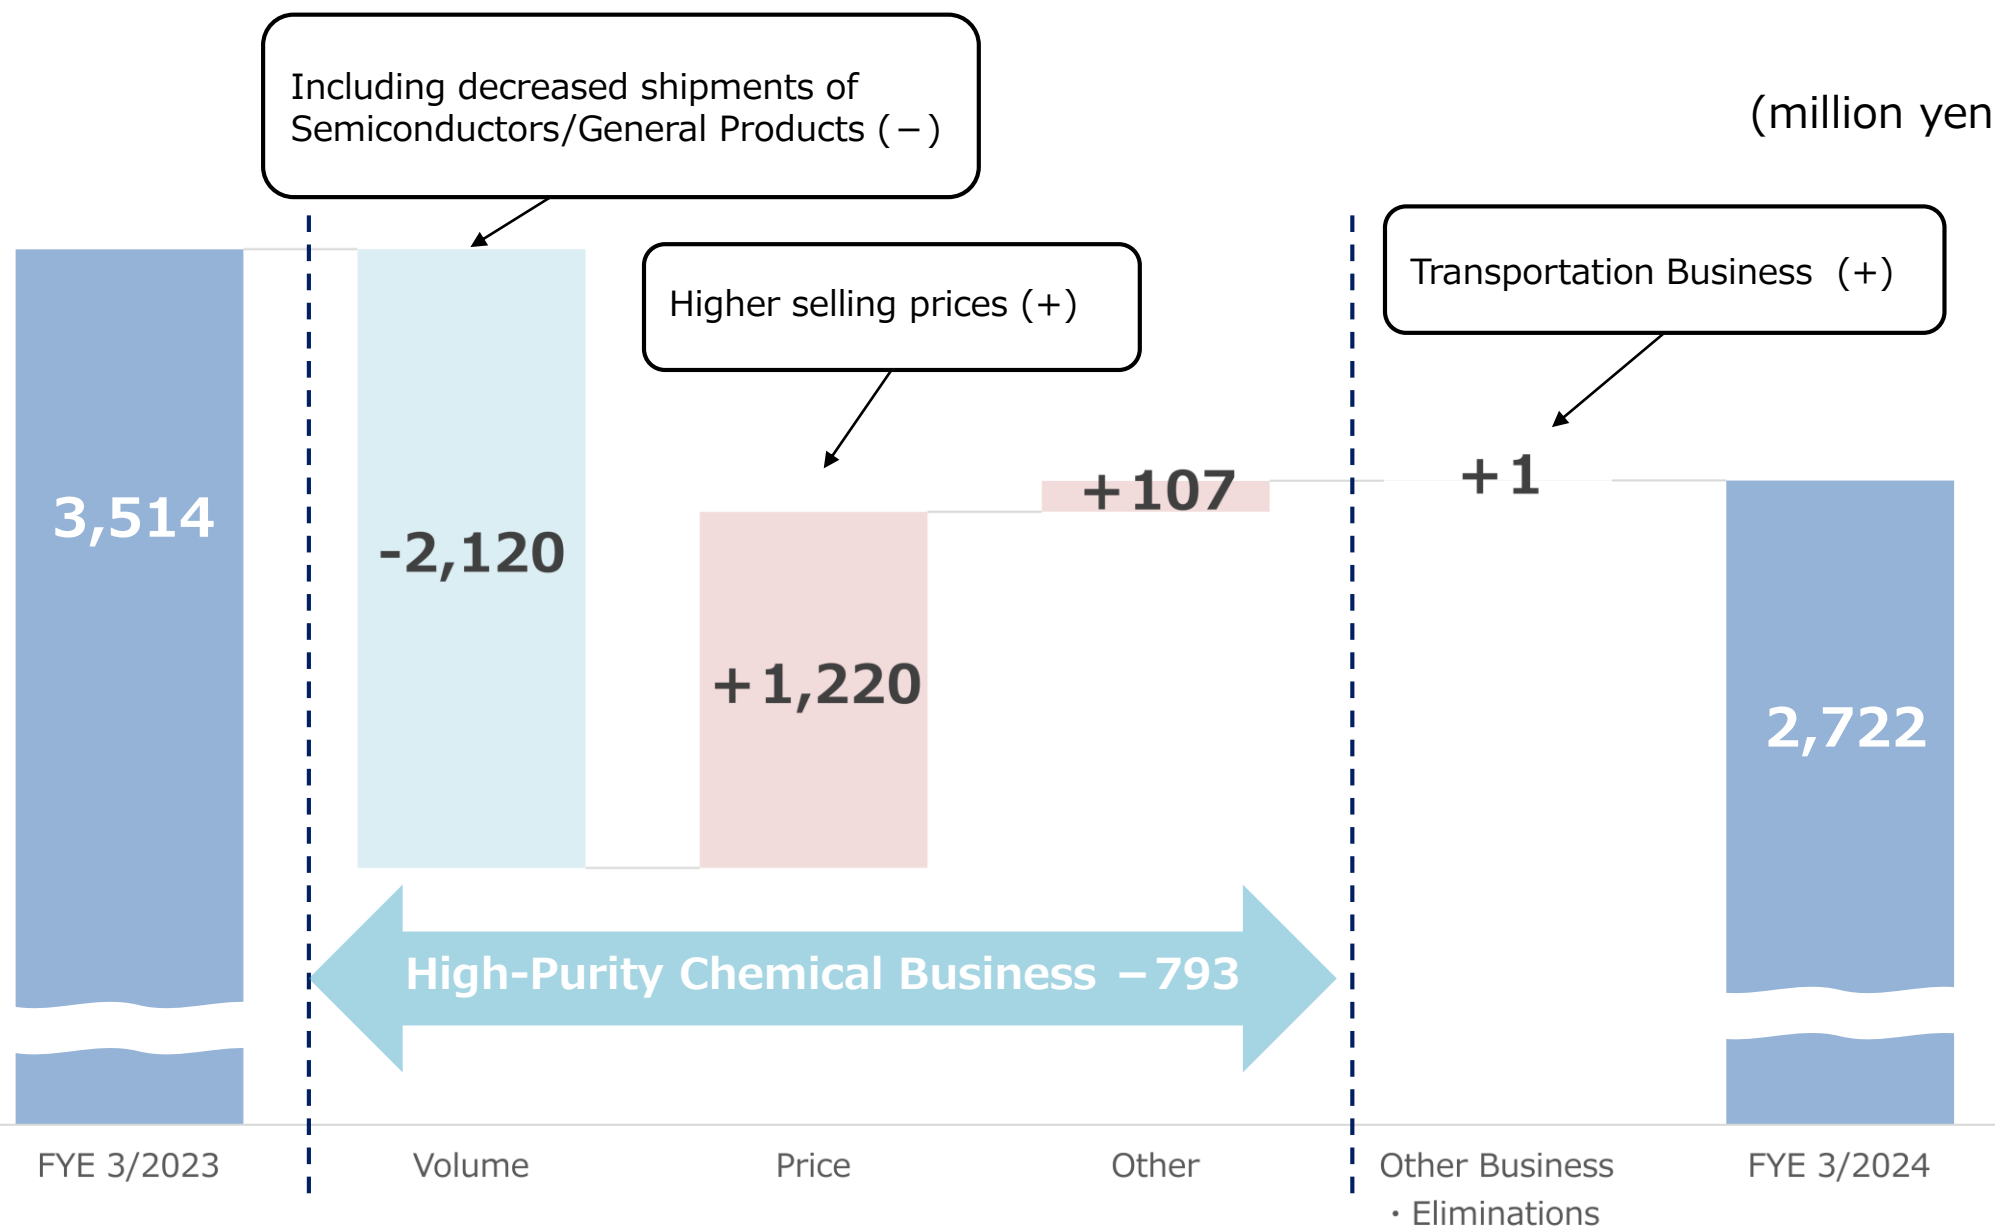 Including decreased shipments of
Semiconductors/General Products (－)
(million yen
Higher selling prices (+)
Transportation Business (+)
3,514
-2,120
+1,220
+107
+1
2,722
High-Purity Chemical Business －793
FYE 3/2023
Volume
Price
Other
Other Business
・Eliminations
FYE 3/2024